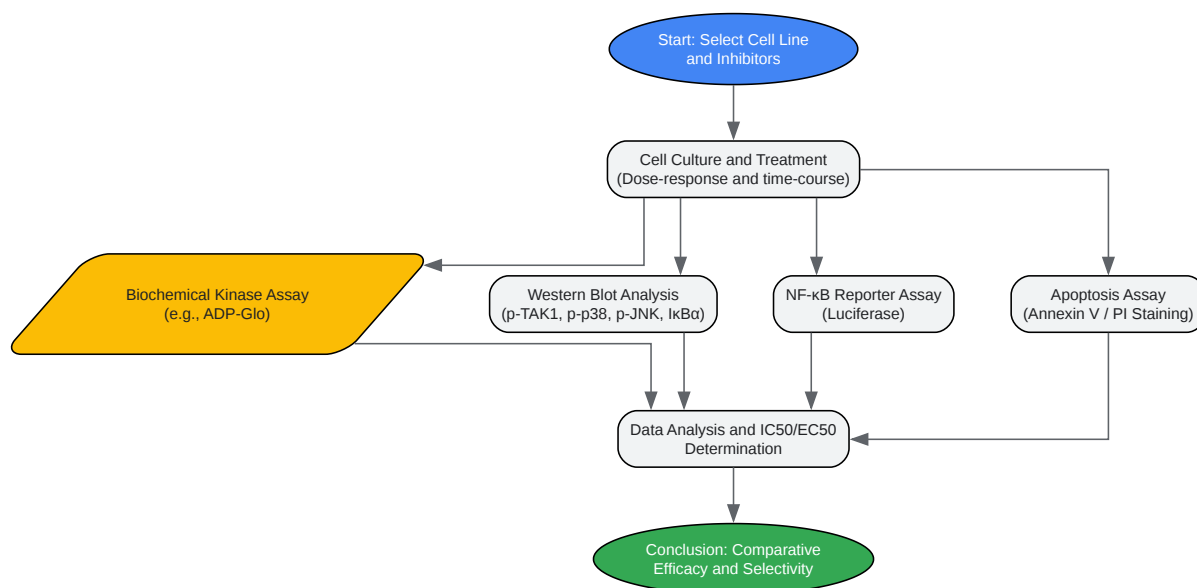 Start: Select Cell Line
and Inhibitors
Cell Culture and Treatment
(Dose-response and time-course)
Biochemical Kinase Assay
(e.g., ADP-Glo)
Western Blot Analysis
(p-TAK1, p-p38, p-JNK, IκBα)
NF-κB Reporter Assay
(Luciferase)
Apoptosis Assay
(Annexin V / PI Staining)
Data Analysis and IC50/EC50
Determination
Conclusion: Comparative
Efficacy and Selectivity